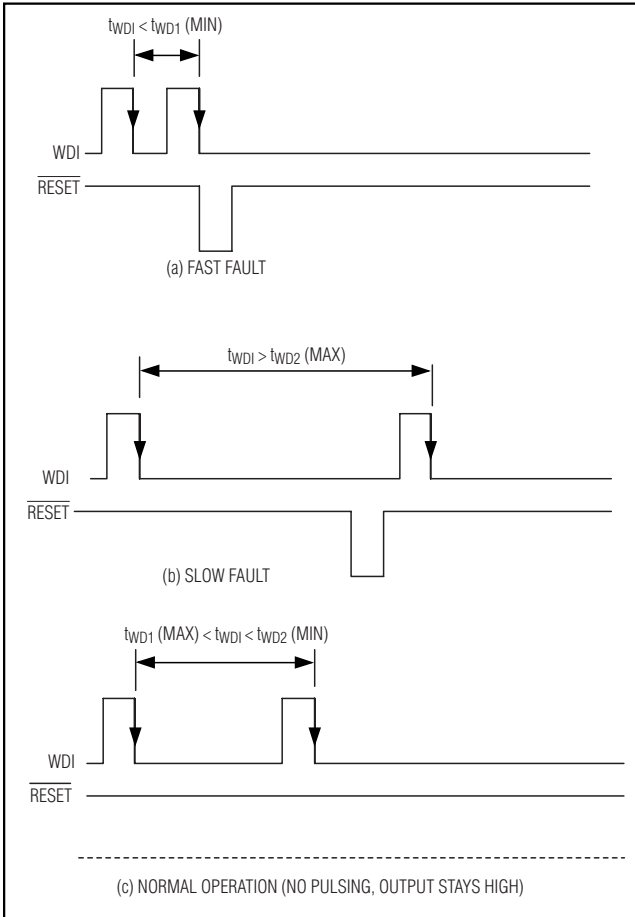 tWDI < tWD1 (MIN)
WDI
RESET
(a) FAST FAULT
tWDI > tWD2 (MAX)
WDI
RESET
(b) SLOW FAULT
tWD1 (MAX) < tWDI < tWD2 (MIN)
WDI
RESET
(c) NORMAL OPERATION (NO PULSING, OUTPUT STAYS HIGH)